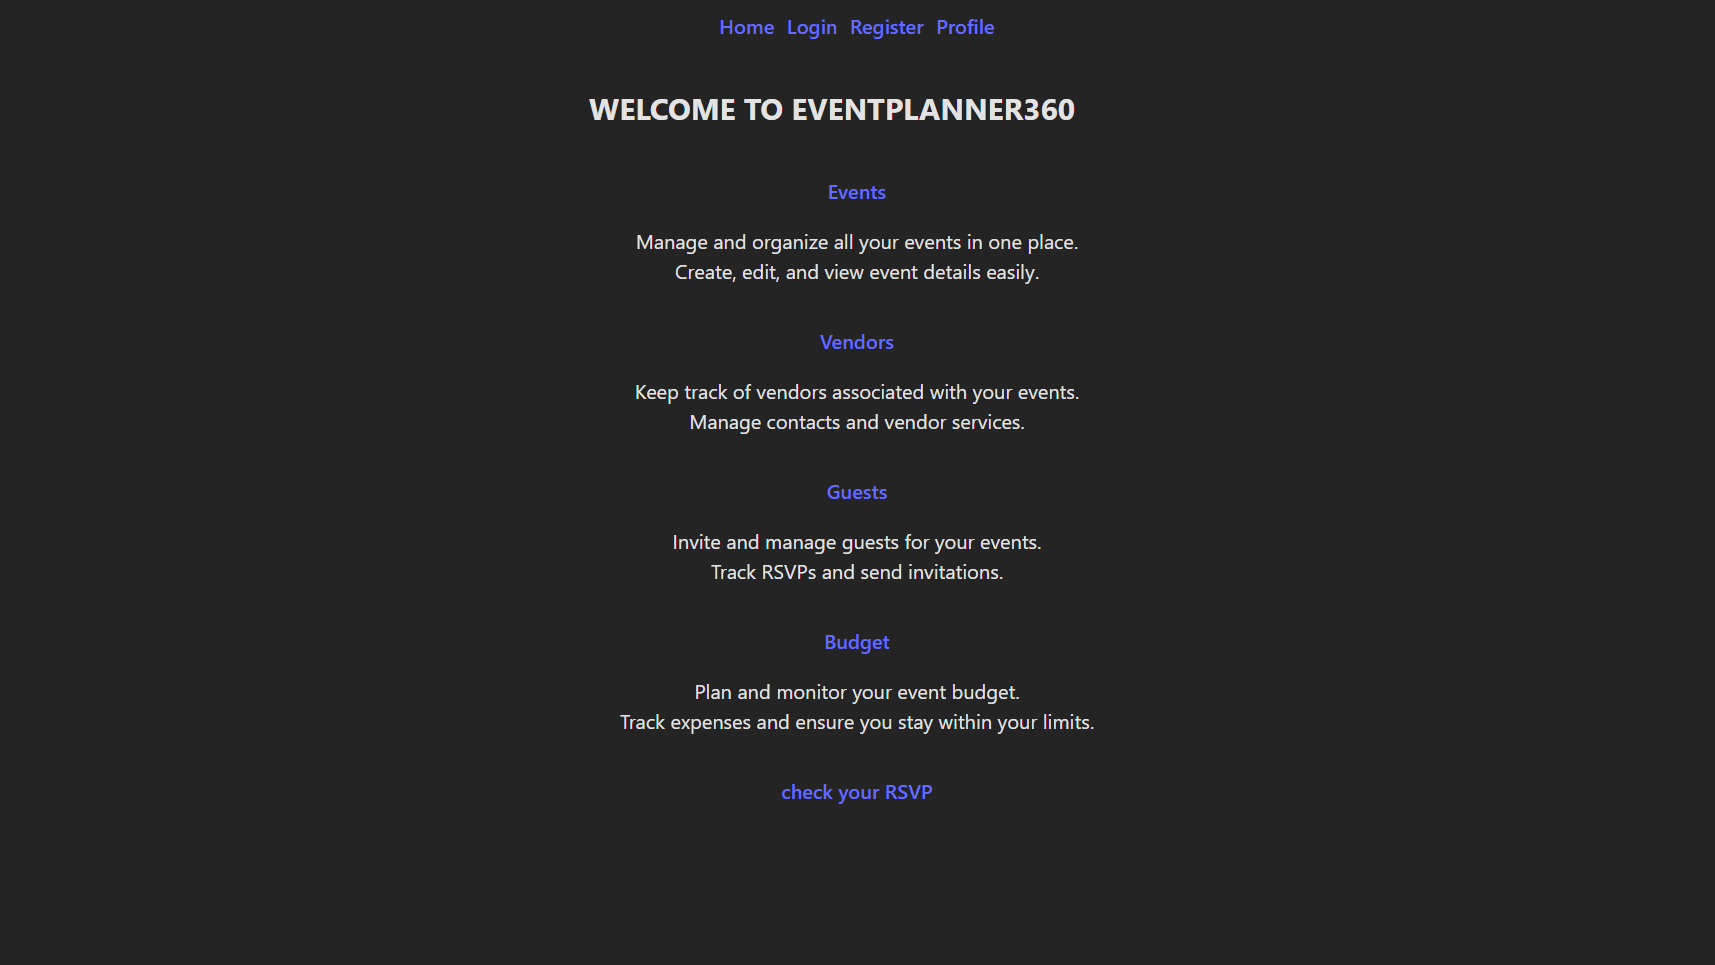 Home Login Register Profile
WELCOME TO EVENTPLANNER360
Events
Manage and organize all your events in one place.
Create, edit, and view event details easily.
Vendors
Keep track of vendors associated with your events.
Manage contacts and vendor services.
Guests
Invite and manage guests for your events.
Track RSVPs and send invitations.
Budget
Plan and monitor your event budget.
Track expenses and ensure you stay within your limits.
check your RSVP